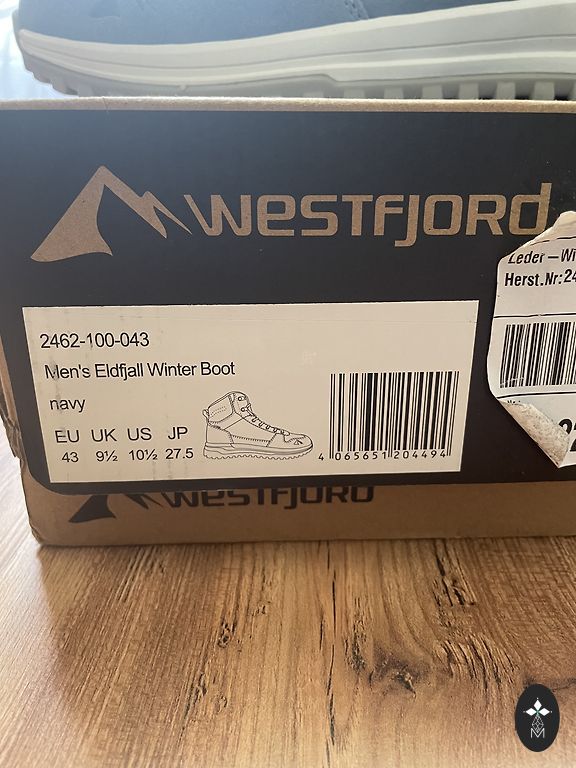 WESTFJORD
Leder – Wi
Herst.Nr:24
2462-100-043
Men's Eldfjall Winter Boot
navy
EU UK US JP
43 9½ 10½ 27.5
4 065651 204494
WESTFJORD